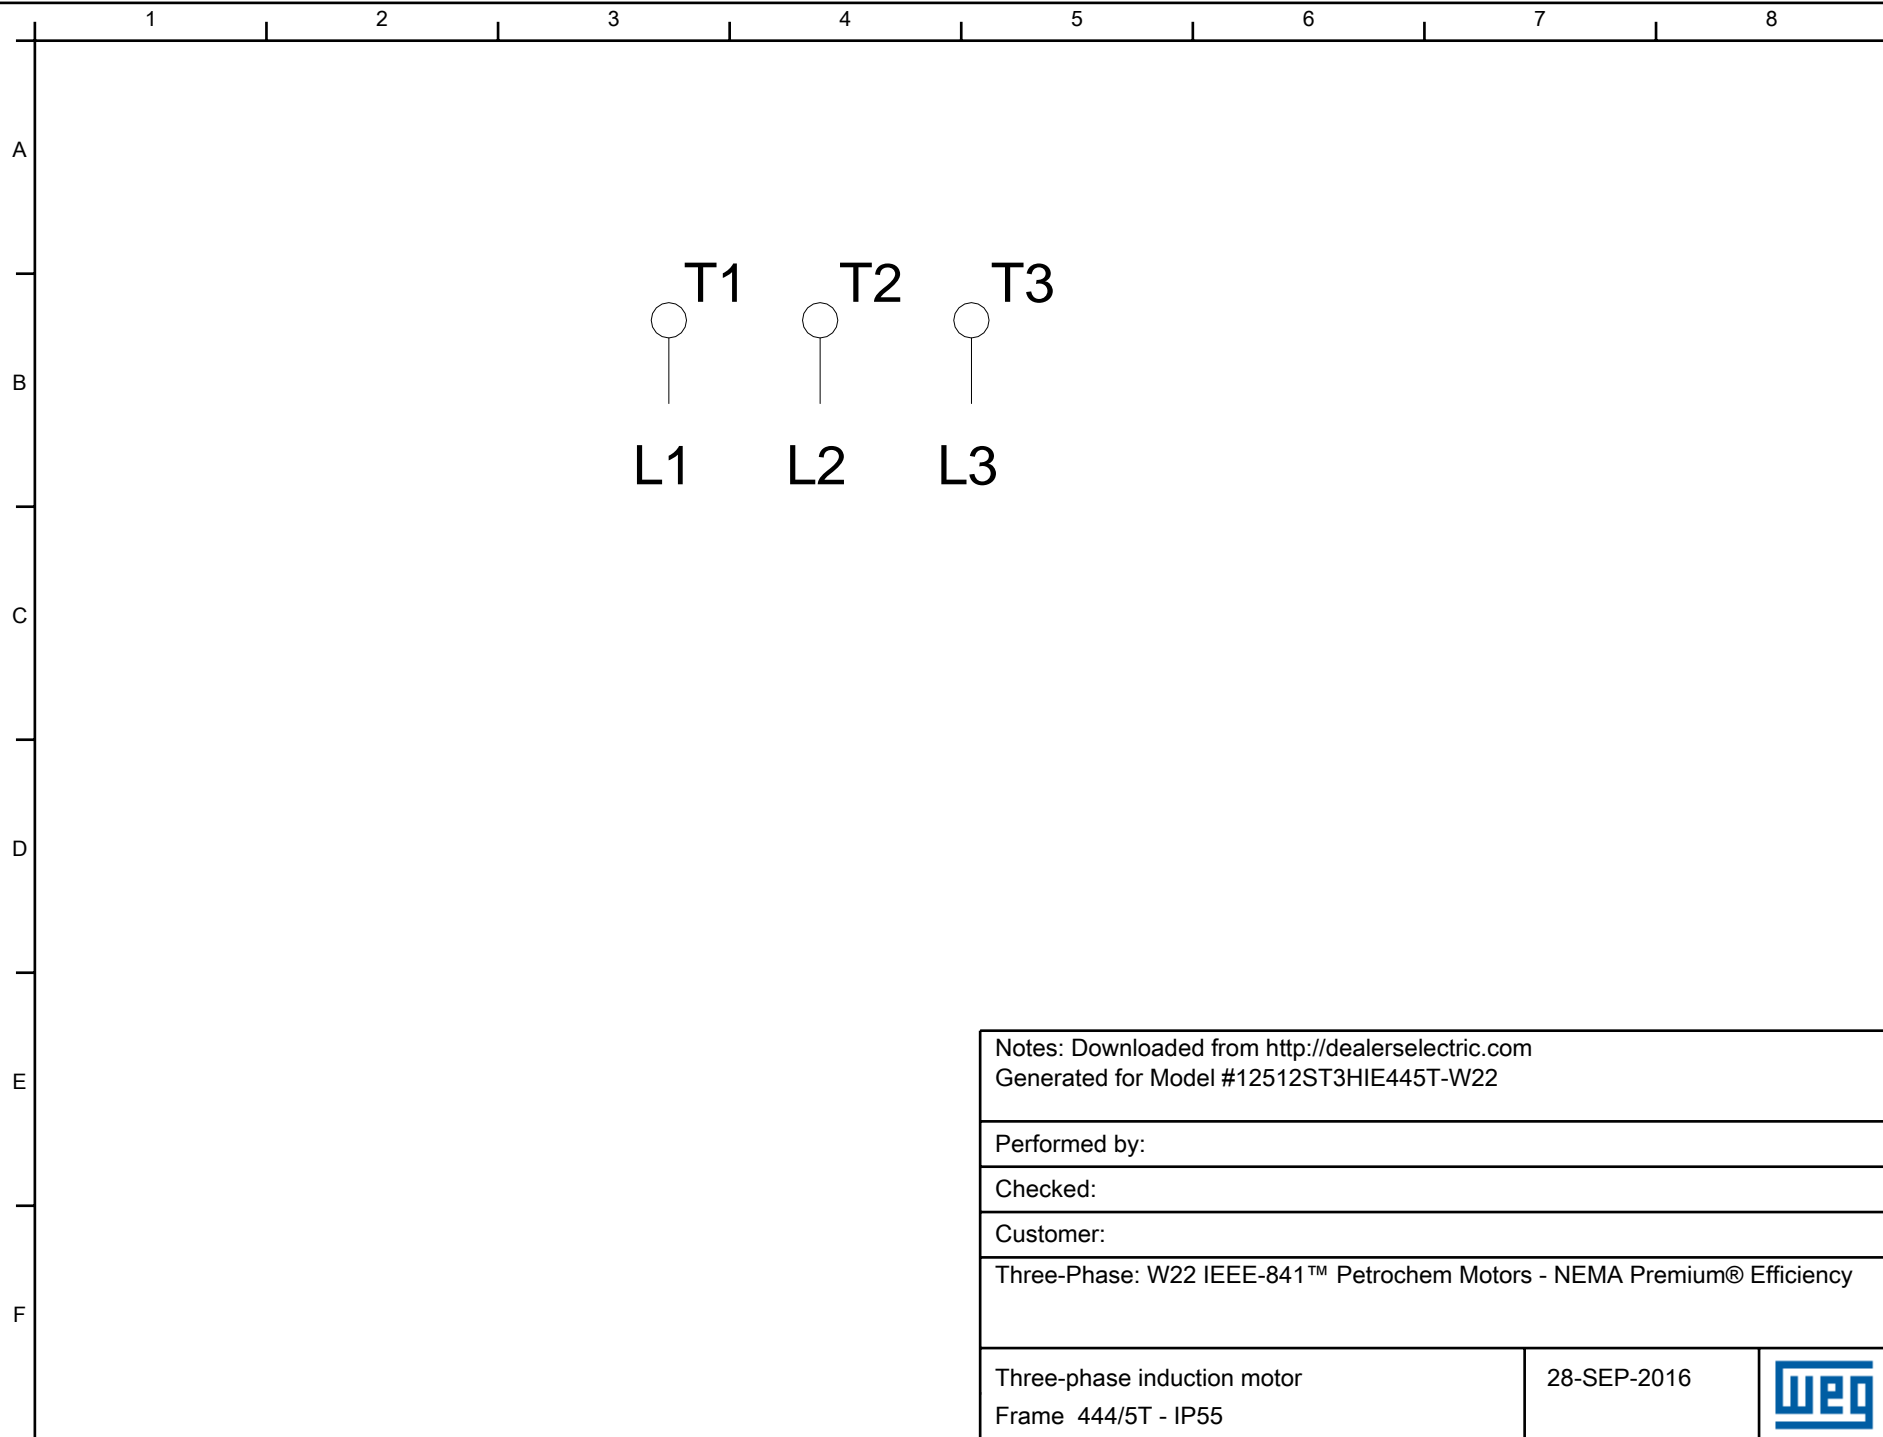 1 2 3 4 5 6 7 8
A
T1 T2 T3
B
L1 L2 L3
C
D
E
Notes: Downloaded from http://dealerselectric.com
Generated for Model #12512ST3HIE445T-W22
Performed by:
Checked:
Customer:
Three-Phase: W22 IEEE-841™ Petrochem Motors - NEMA Premium® Efficiency
F
Three-phase induction motor
Frame 444/5T - IP55
28-SEP-2016
weg